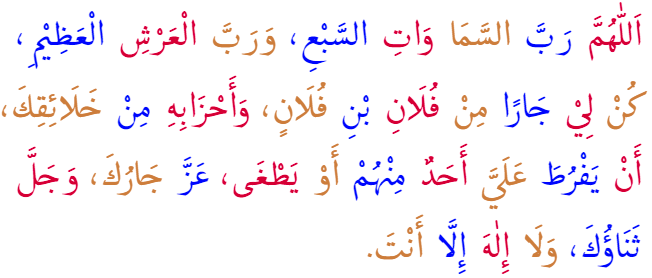 اَللّٰهُمَّ رَبَّ السَّمَا وَاتِ السَّبْعِ، وَرَبَّ الْعَرْشِ الْعَظِيْمِ،
كُنْ لِيْ جَارًا مِنْ فُلَانِ بْنِ فُلَانٍ، وَأَحْزَابِهِ مِنْ خَلَائِقِكَ،
أَنْ يَفْرُطَ عَلَيَّ أَحَدٌ مِنْهُمْ أَوْ يَطْغَى، عَزَّ جَارُكَ، وَجَلَّ
ثَنَاؤُكَ، وَلَا إِلٰهَ إِلَّا أَنْتَ.